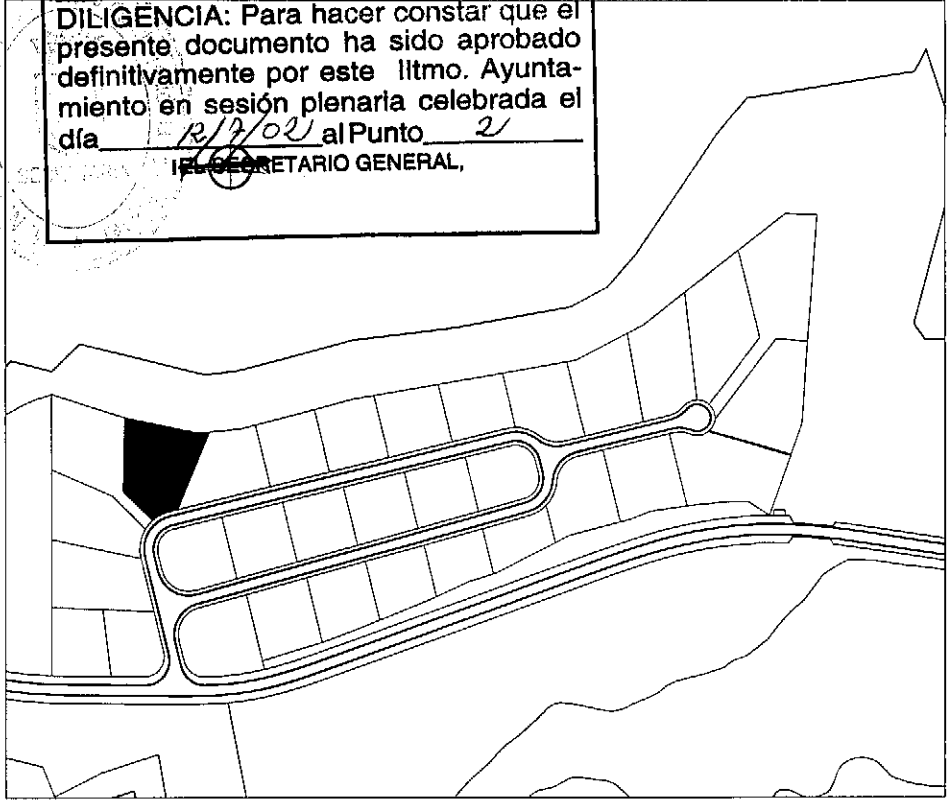 DILIGENCIA: Para hacer constar que el
presente documento ha sido aprobado
definitivamente por este Iltmo. Ayunta-
miento en sesión plenaria celebrada el
día 12/7/02 al Punto 2
EL SECRETARIO GENERAL,